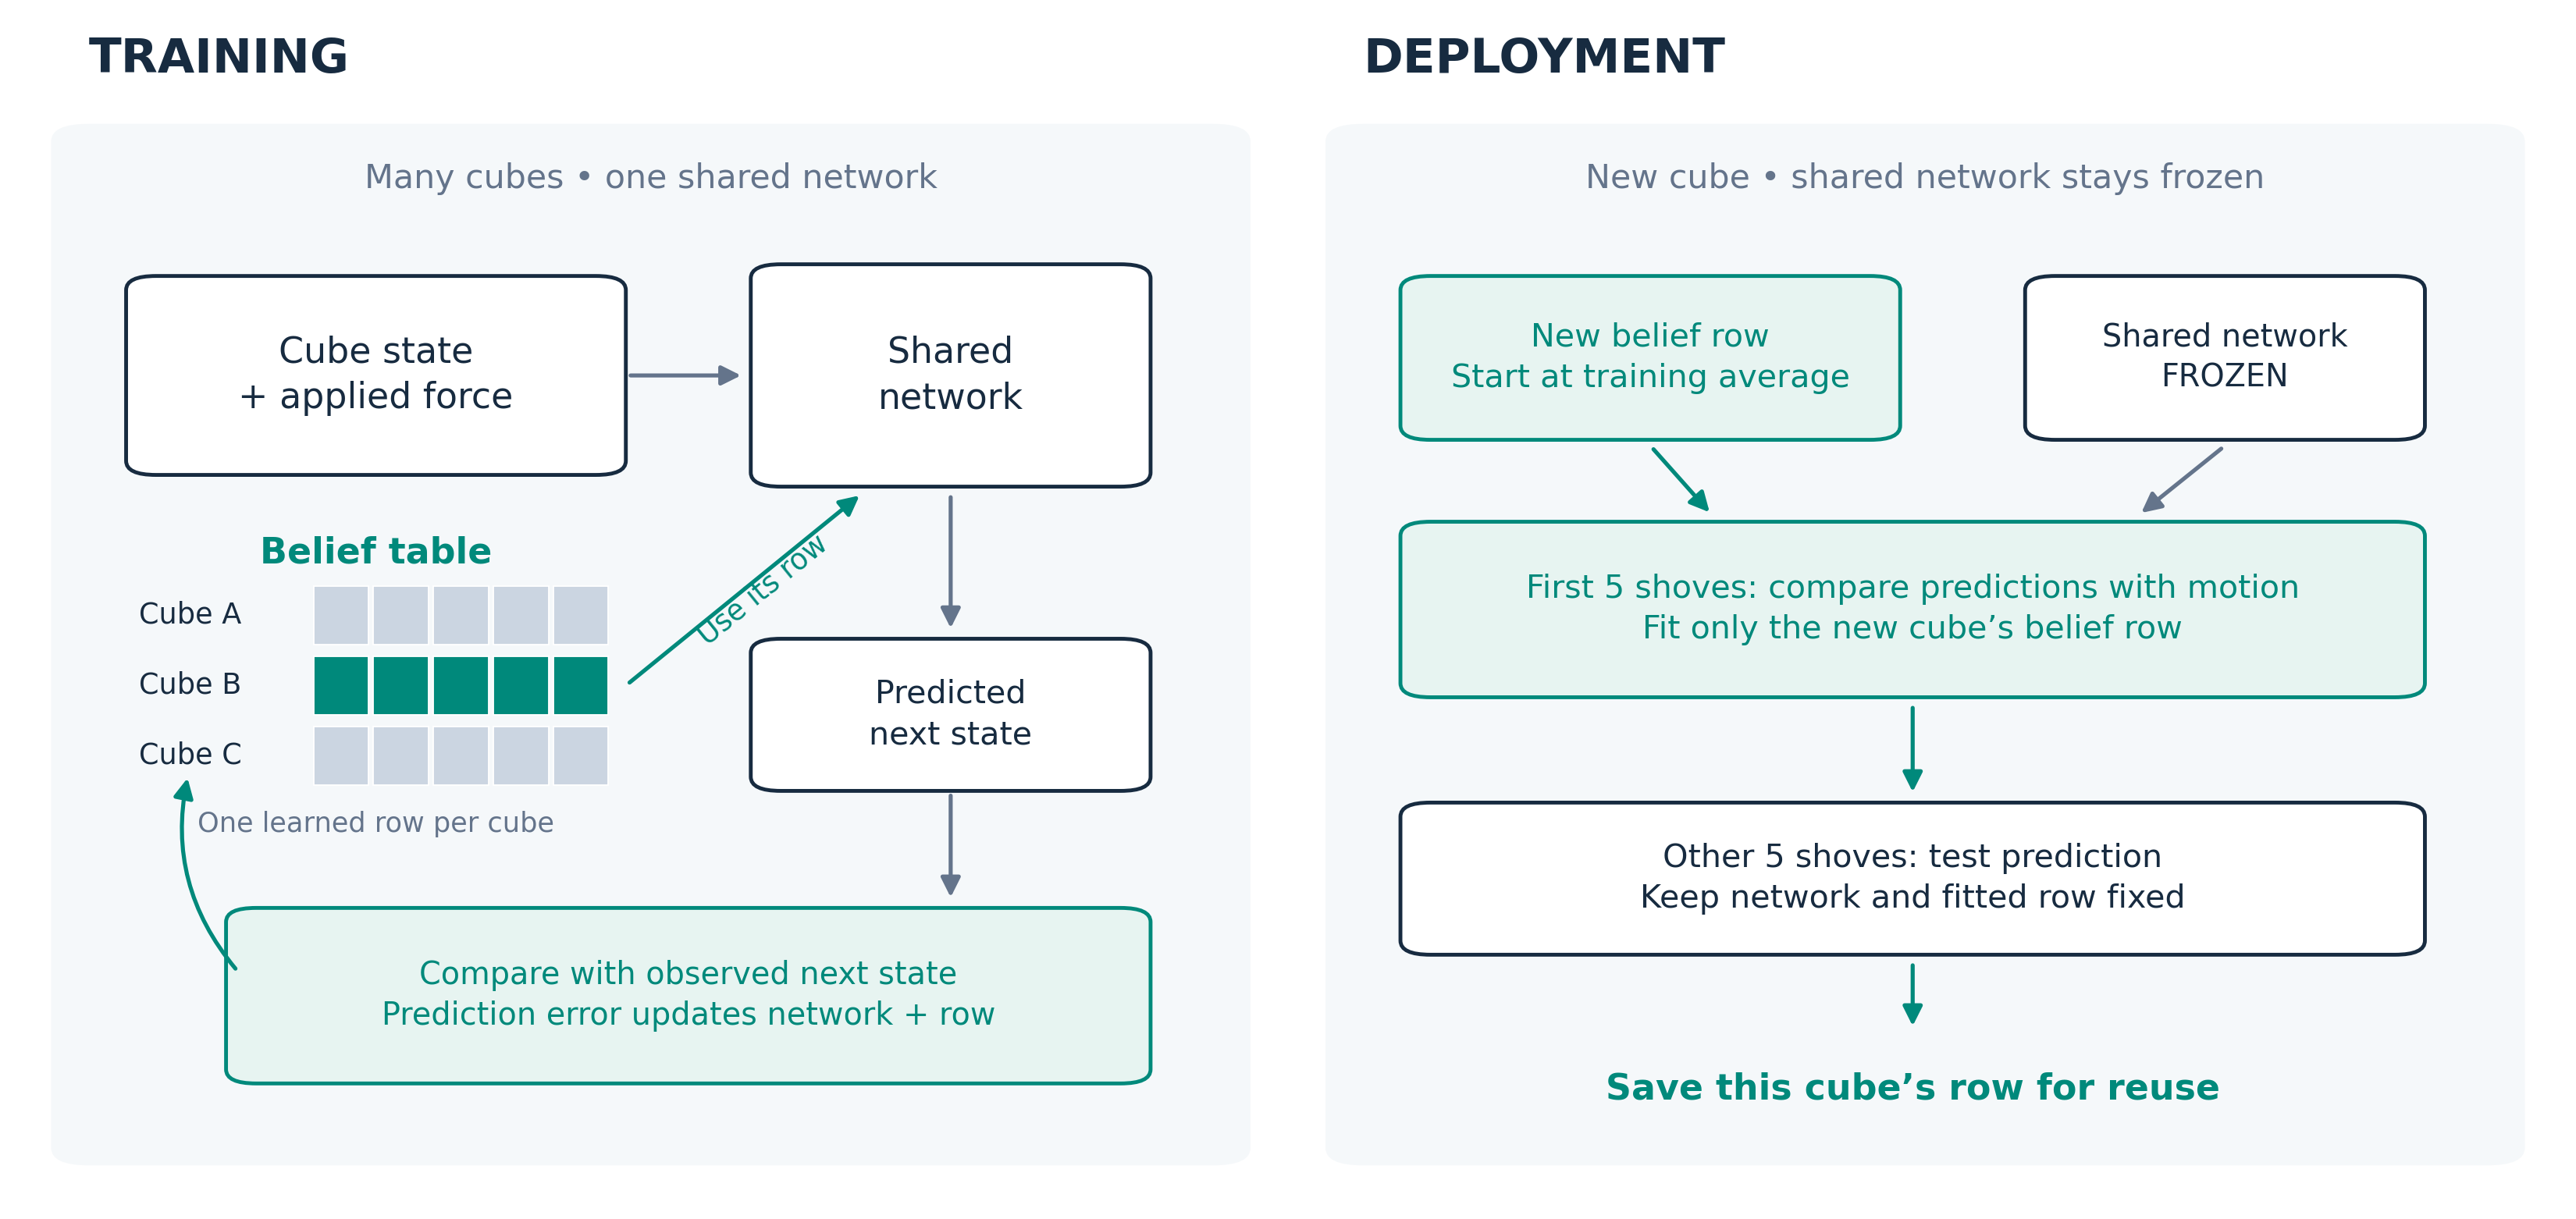 TRAINING
Many cubes • one shared network
Cube state
+ applied force
Shared
network
Belief table
Cube A
Cube B
Cube C
One learned row per cube
Use its row
Predicted
next state
Compare with observed next state
Prediction error updates network + row
DEPLOYMENT
New cube • shared network stays frozen
New belief row
Start at training average
Shared network
FROZEN
First 5 shoves: compare predictions with motion
Fit only the new cube’s belief row
Other 5 shoves: test prediction
Keep network and fitted row fixed
Save this cube’s row for reuse